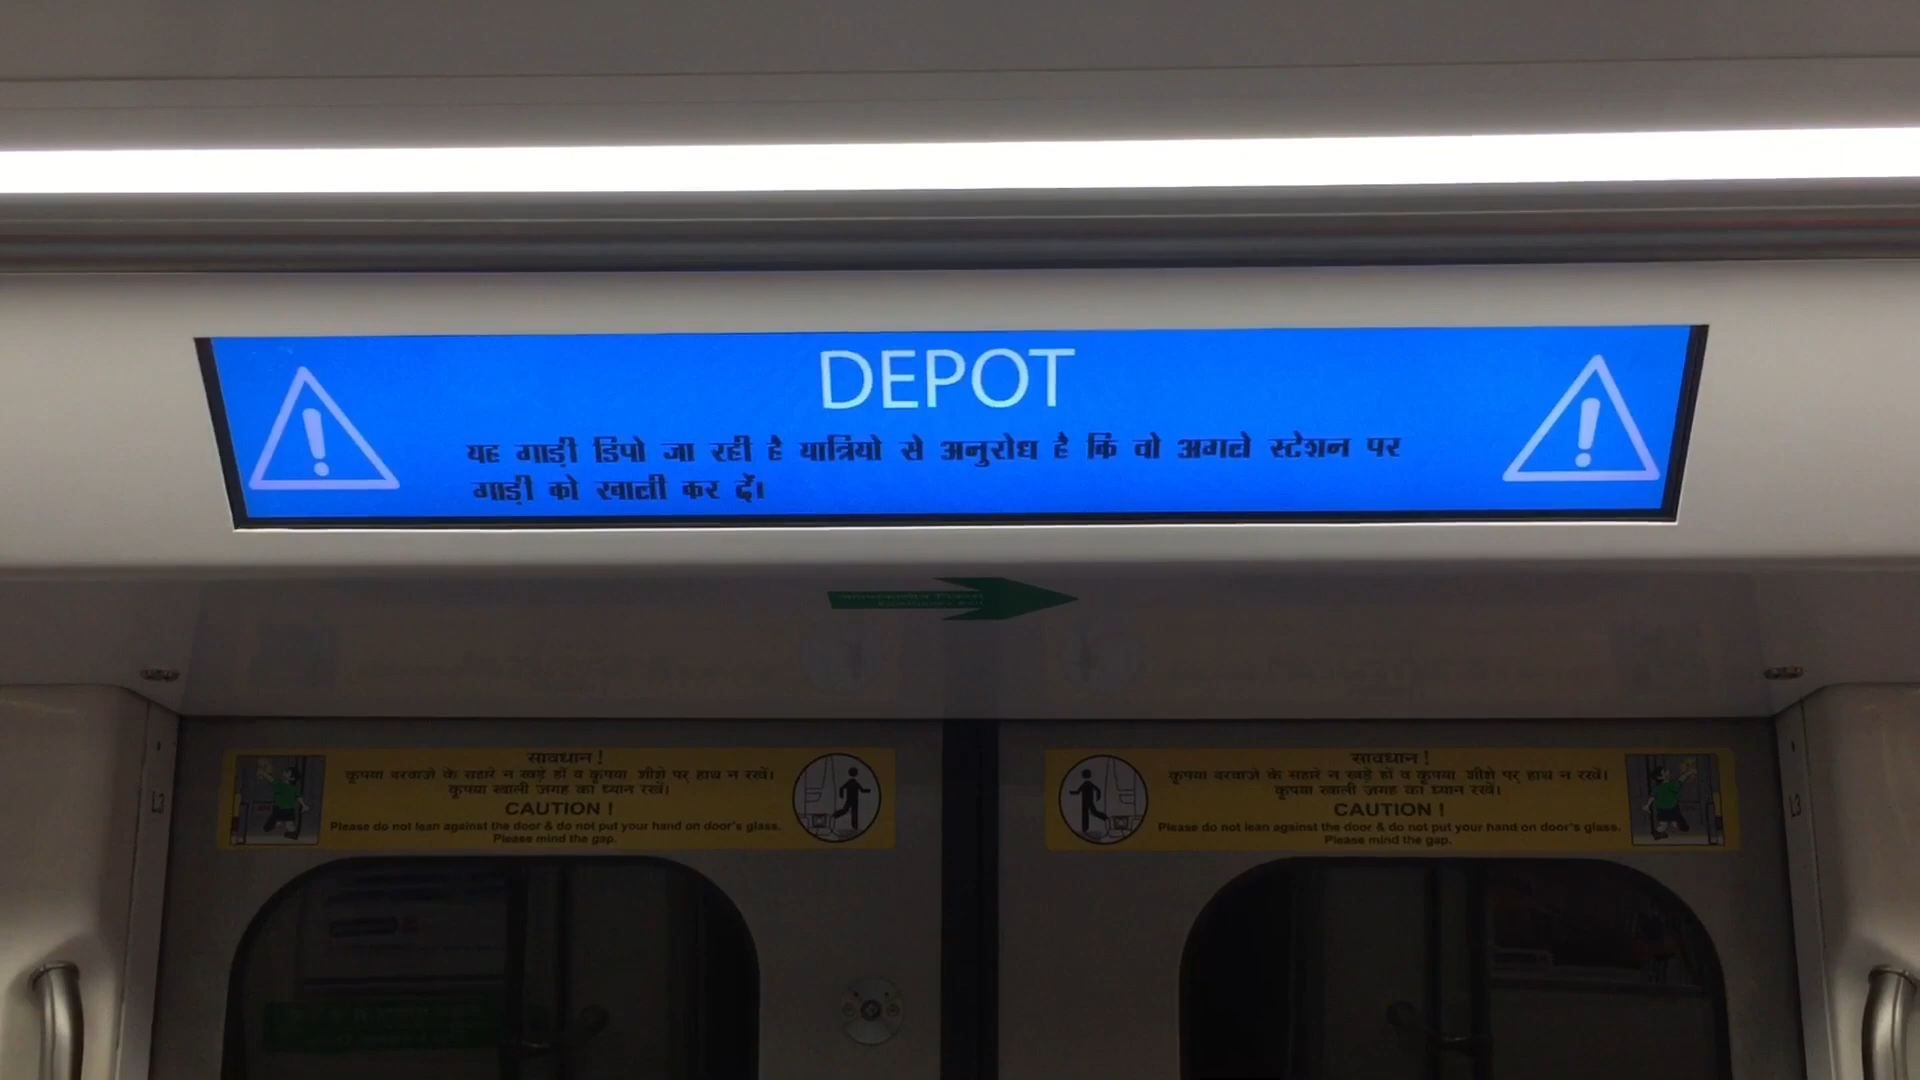 DEPOT
यह गाड़ी डिपो जा रही है यात्रियो से अनुरोध है कि वो अगले स्टेशन पर
गाड़ी को खाली कर दें।
सावधान !
कृपया दरवाजे के सहारे न खड़े हों व कृपया शीशे पर हाथ न रखें।
कृपया खाली जगह का ध्यान रखें।
CAUTION !
Please do not lean against the door & do not put your hand on door's glass.
Please mind the gap.
सावधान !
कृपया दरवाजे के सहारे न खड़े हों व कृपया शीशे पर हाथ न रखें।
कृपया खाली जगह का ध्यान रखें।
CAUTION !
Please do not lean against the door & do not put your hand on door's glass.
Please mind the gap.